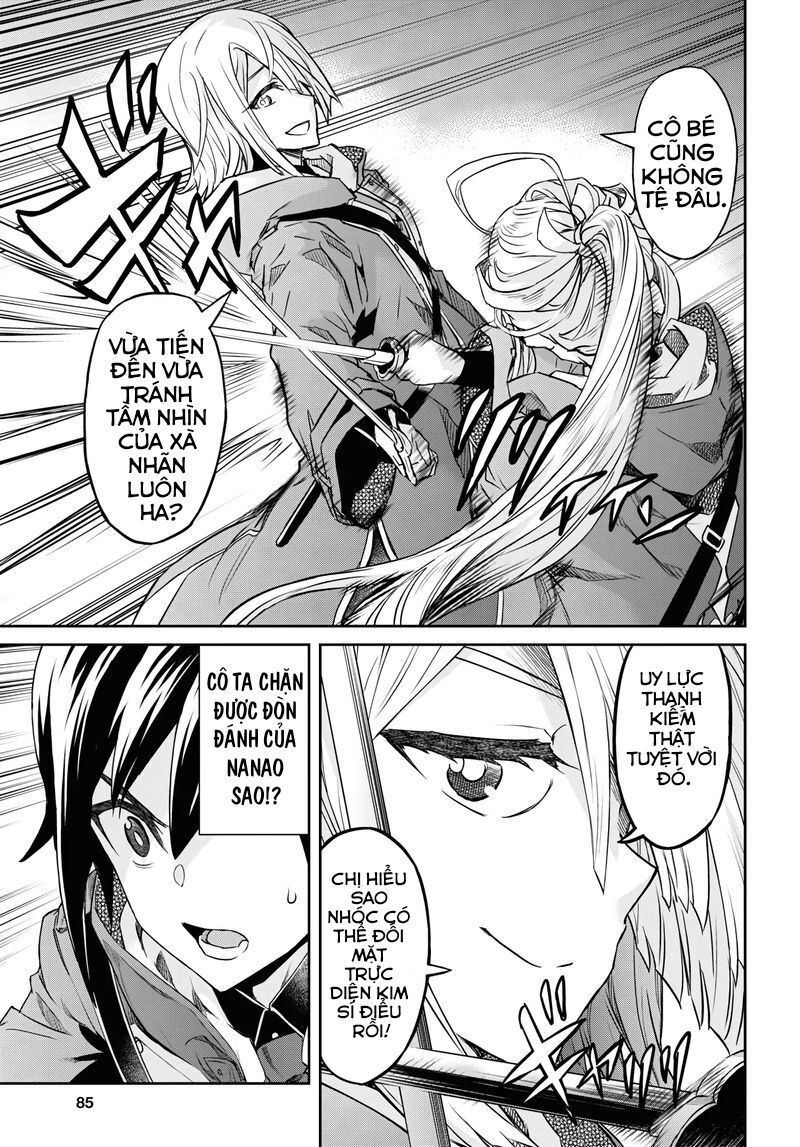 CÔ BÉ
CŨNG
KHÔNG
TỆ ĐÂU.
VỪA TIẾN
ĐẾN VỪA
TRÁNH
TẦM NHÌN
CỦA XÀ
NHÃN
LUÔN
HA?
UY LỰC
THANH
KIẾM
THẬT
TUYỆT VỜI
ĐÓ.
CHỊ HIỂU
SAO
NHÓC CÓ
THỂ ĐỐI
MẶT
TRỰC
DIỆN KIM
SÍ ĐIỂU
RỒI!
CÔ TA CHẶN
ĐƯỢC ĐÒN
ĐÁNH CỦA
NANAO
SAO!?
85